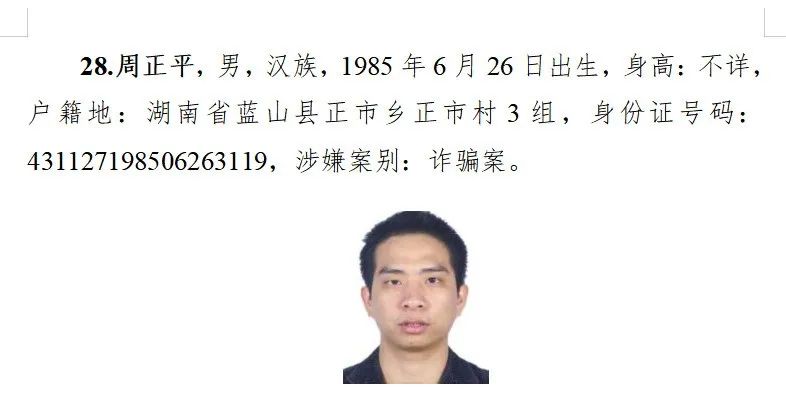 28.周正平，男，汉族，1985 年 6 月 26 日出生，身高：不详，
户籍地：湖南省蓝山县正市乡正市村 3 组，身份证号码：
431127198506263119，涉嫌案别：诈骗案。